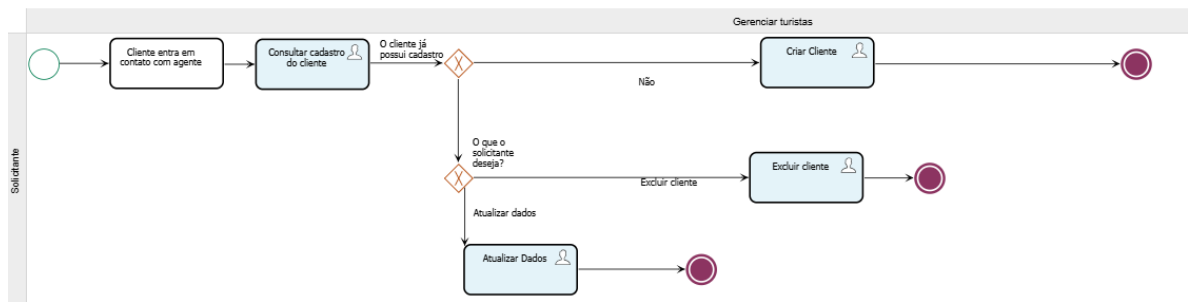 Gerenciar turistas
Solicitante
Cliente entra em
contato com agente
Consultar cadastro
do cliente
O cliente já
possui cadastro
Não
Criar Cliente
O que o
solicitante
deseja?
Excluir cliente
Excluir cliente
Atualizar dados
Atualizar Dados